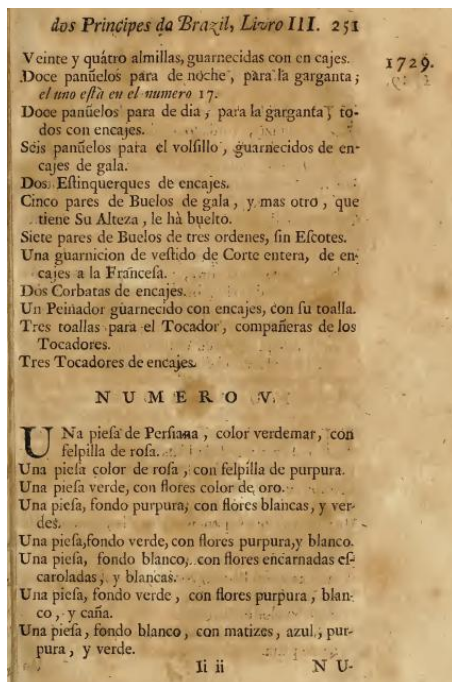 dos Principes da Brazil, Livro III. 251
1729.
Veinte y quátro almillas, guarnecidas con en cajes.
Doce panũelos para de noche, para la garganta;
el uno eſtà en el numero 17.
Doce panũelos para de dia, para la garganta, to-
dos con encajes.
Seis panũelos para el volſillo, guarnecidos de en-
cajes de gala.
Dos Eſtinquerques de encajes.
Cinco pares de Buelos de gala, y mas otro, que
tiene Su Alteza, le hà buelto.
Siete pares de Buelos de tres ordenes, ſin Eſcotes.
Una guarnicion de veſtido de Corte entera, de en-
cajes a la Franceſa.
Dos Corbatas de encajes.
Un Peinador guarnecido con encajes, con ſu toalla.
Tres toallas para el Tocador, compañeras de los
Tocadores.
Tres Tocadores de encajes.
NUMERO V.
UNa pieſa de Perſiana, color verdemar, con
felpilla de roſa.
Una pieſa color de roſa, con felpilla de purpura.
Una pieſa verde, con flores color de oro.
Una pieſa, fondo purpura, con flores blancas, y ver-
des.
Una pieſa, fondo verde, con flores purpura, y blanco.
Una pieſa, fondo blanco, con flores encarnadas eſ-
caroladas, y blancas.
Una pieſa, fondo verde, con flores purpura, blan-
co, y caña.
Una pieſa, fondo blanco, con matizes, azul, pur-
pura, y verde.
Ii ii NU-